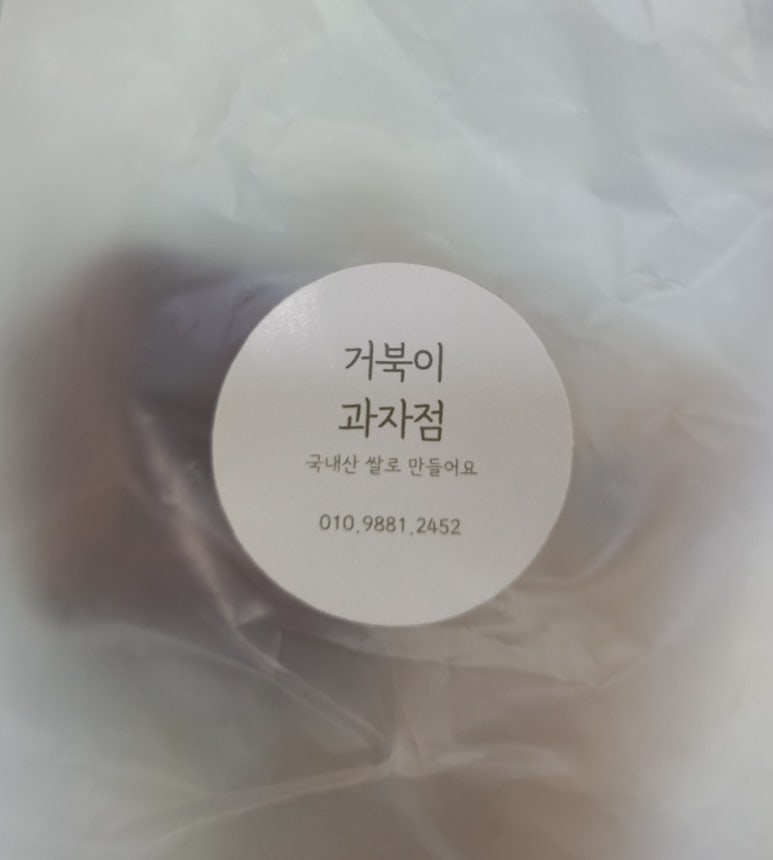 거북이
과자점
국내산 쌀로 만들어요
010.9881.2452